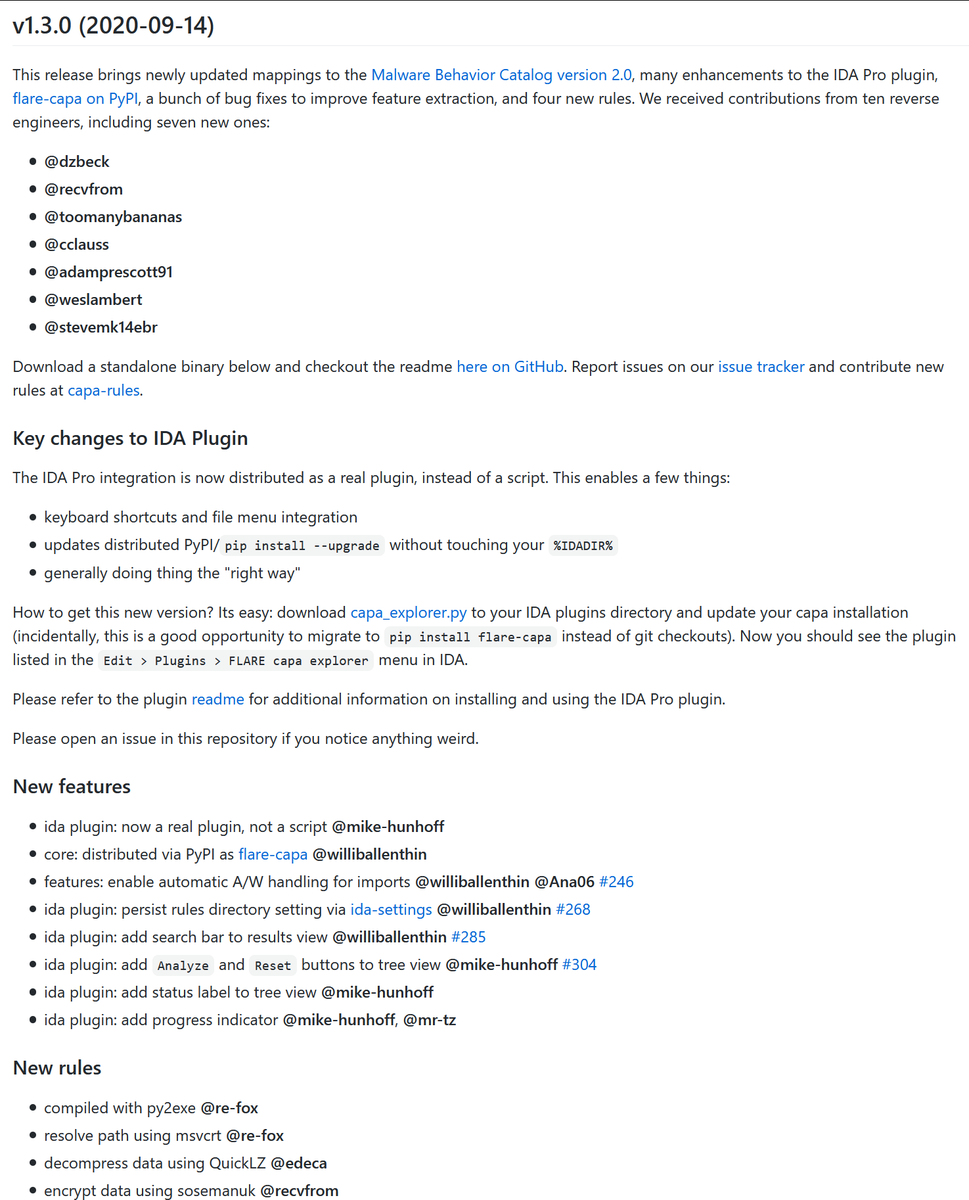 v1.3.0 (2020-09-14)
This release brings newly updated mappings to the Malware Behavior Catalog version 2.0, many enhancements to the IDA Pro plugin,
flare-capa on PyPI, a bunch of bug fixes to improve feature extraction, and four new rules. We received contributions from ten reverse
engineers, including seven new ones:
• @dzbeck
• @recvfrom
• @toomanybananas
• @cclauss
• @adamprescott91
• @weslambert
• @stevemk14ebr
Download a standalone binary below and checkout the readme here on GitHub. Report issues on our issue tracker and contribute new
rules at capa-rules.
Key changes to IDA Plugin
The IDA Pro integration is now distributed as a real plugin, instead of a script. This enables a few things:
• keyboard shortcuts and file menu integration
• updates distributed PyPI/ pip install --upgrade without touching your %IDADIR%
• generally doing thing the "right way"
How to get this new version? Its easy: download capa_explorer.py to your IDA plugins directory and update your capa installation
(incidentally, this is a good opportunity to migrate to pip install flare-capa instead of git checkouts). Now you should see the plugin
listed in the Edit > Plugins > FLARE capa explorer menu in IDA.
Please refer to the plugin readme for additional information on installing and using the IDA Pro plugin.
Please open an issue in this repository if you notice anything weird.
New features
• ida plugin: now a real plugin, not a script @mike-hunhoff
• core: distributed via PyPI as flare-capa @williballenthin
• features: enable automatic A/W handling for imports @williballenthin @Ana06 #246
• ida plugin: persist rules directory setting via ida-settings @williballenthin #268
• ida plugin: add search bar to results view @williballenthin #285
• ida plugin: add Analyze and Reset buttons to tree view @mike-hunhoff #304
• ida plugin: add status label to tree view @mike-hunhoff
• ida plugin: add progress indicator @mike-hunhoff, @mr-tz
New rules
• compiled with py2exe @re-fox
• resolve path using msvcrt @re-fox
• decompress data using QuickLZ @edeca
• encrypt data using sosemanuk @recvfrom